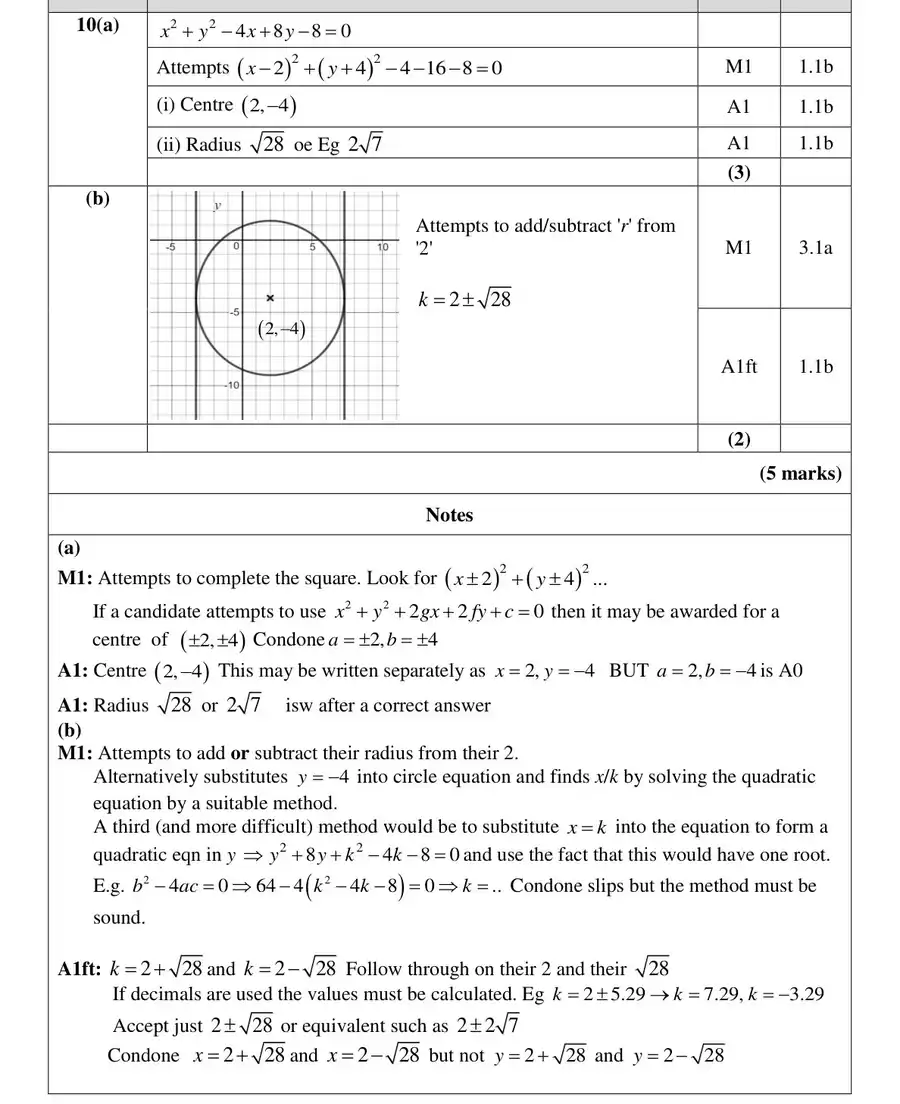 10(a)
x² + y² − 4x + 8y − 8 = 0
Attempts (x − 2)² + (y + 4)² − 4 − 16 − 8 = 0 M1 1.1b
(i) Centre (2, −4) A1 1.1b
(ii) Radius √28 oe Eg 2√7 A1 1.1b
(3)
(b)
y
-5 0 5 10
-5
(2, −4)
-10
Attempts to add/subtract 'r' from
'2' M1 3.1a
k = 2 ± √28
A1ft 1.1b
(2)
(5 marks)
Notes
(a)
M1: Attempts to complete the square. Look for (x ± 2)² + (y ± 4)² ...
If a candidate attempts to use x² + y² + 2gx + 2fy + c = 0 then it may be awarded for a
centre of (±2, ±4) Condone a = ±2, b = ±4
A1: Centre (2, −4) This may be written separately as x = 2, y = −4 BUT a = 2, b = −4 is A0
A1: Radius √28 or 2√7 isw after a correct answer
(b)
M1: Attempts to add or subtract their radius from their 2.
Alternatively substitutes y = −4 into circle equation and finds x/k by solving the quadratic
equation by a suitable method.
A third (and more difficult) method would be to substitute x = k into the equation to form a
quadratic eqn in y ⇒ y² + 8y + k² − 4k − 8 = 0 and use the fact that this would have one root.
E.g. b² − 4ac = 0 ⇒ 64 − 4(k² − 4k − 8) = 0 ⇒ k = .. Condone slips but the method must be
sound.
A1ft: k = 2 + √28 and k = 2 − √28 Follow through on their 2 and their √28
If decimals are used the values must be calculated. Eg k = 2 ± 5.29 → k = 7.29, k = −3.29
Accept just 2 ± √28 or equivalent such as 2 ± 2√7
Condone x = 2 + √28 and x = 2 − √28 but not y = 2 + √28 and y = 2 − √28